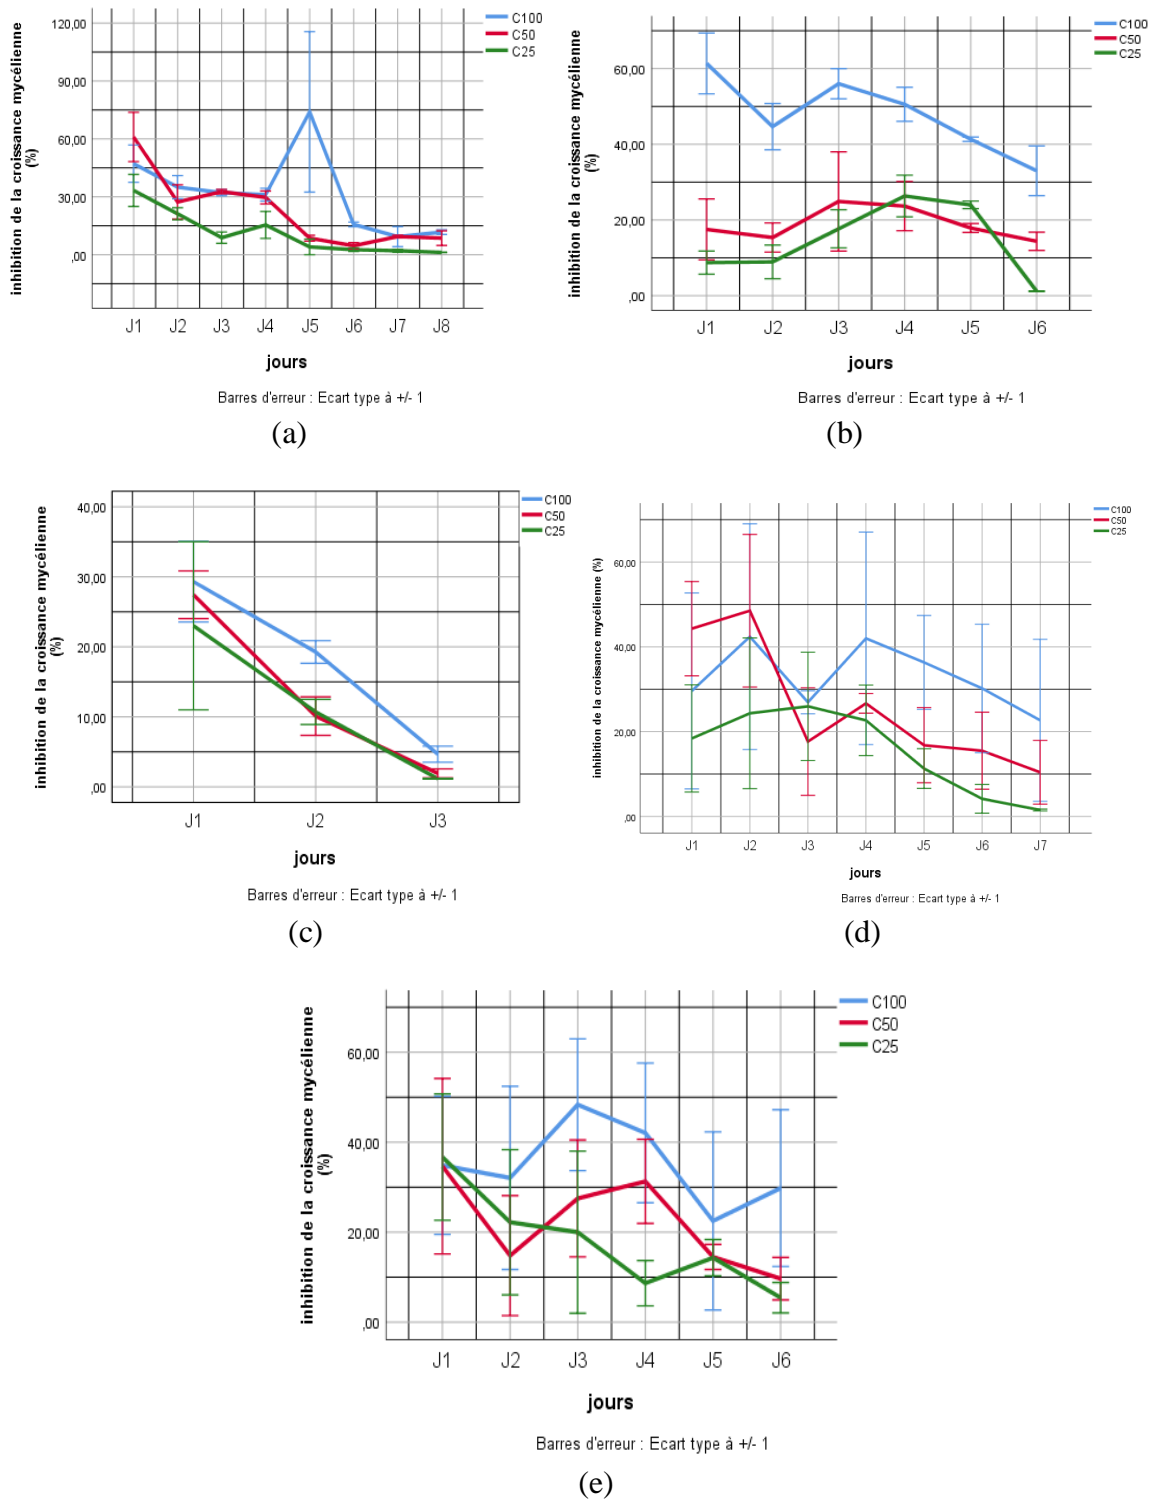 inhibition de la croissance mycélienne
(%)
120,00
90,00
60,00
30,00
,00
J1 J2 J3 J4 J5 J6 J7 J8
jours
Barres d'erreur : Ecart type à +/- 1
C100
C50
C25
(a)
inhibition de la croissance mycélienne
(%)
60,00
40,00
20,00
,00
J1 J2 J3 J4 J5 J6
jours
Barres d'erreur : Ecart type à +/- 1
C100
C50
C25
(b)
inhibition de la croissance mycélienne
(%)
40,00
30,00
20,00
10,00
,00
J1 J2 J3
jours
Barres d'erreur : Ecart type à +/- 1
C100
C50
C25
(c)
inhibition de la croissance mycélienne (%)
60,00
40,00
20,00
,00
J1 J2 J3 J4 J5 J6 J7
jours
Barres d'erreur : Ecart type à +/- 1
C100
C50
C25
(d)
inhibition de la croissance mycélienne
(%)
60,00
40,00
20,00
,00
J1 J2 J3 J4 J5 J6
jours
Barres d'erreur : Ecart type à +/- 1
C100
C50
C25
(e)